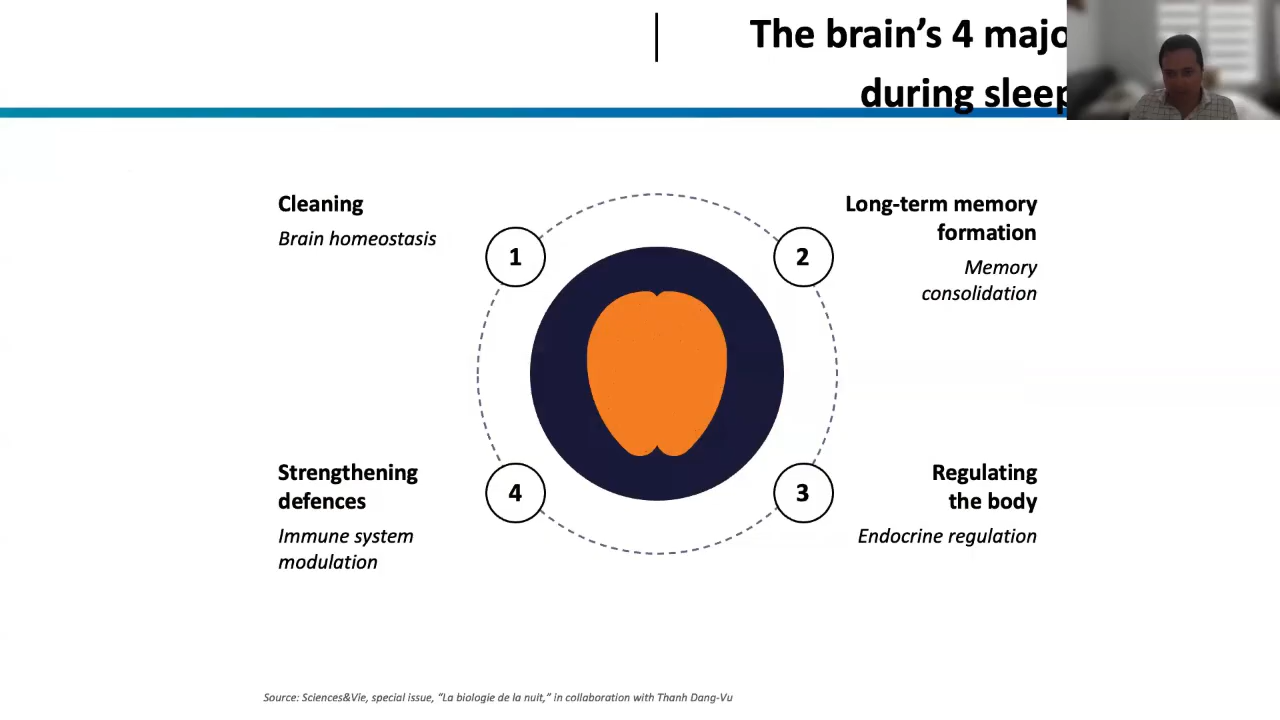 The brain’s 4 majo
during sleep
Cleaning
Brain homeostasis
1
2
Long-term memory
formation
Memory
consolidation
Strengthening
defences
Immune system
modulation
4
3
Regulating
the body
Endocrine regulation
Source: Sciences&Vie, special issue, “La biologie de la nuit,” in collaboration with Thanh Dang-Vu